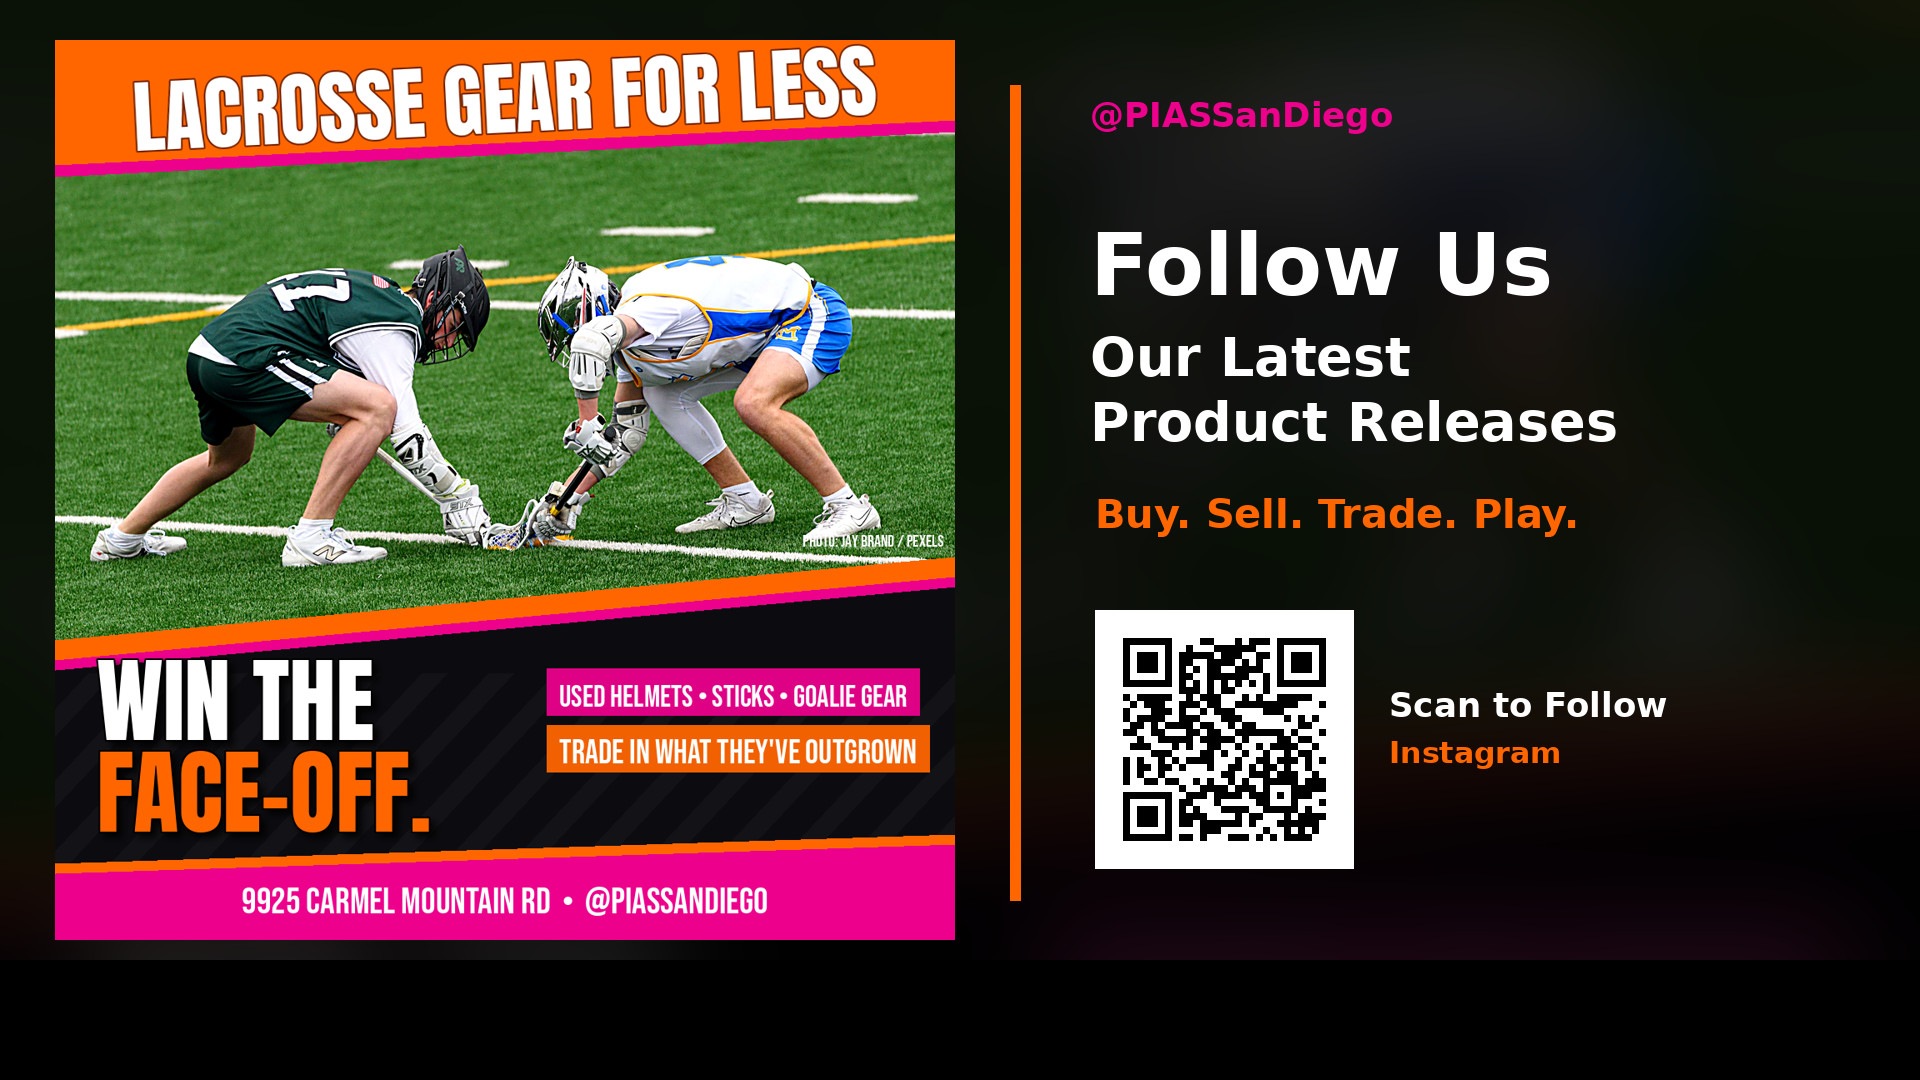 LACROSSE GEAR FOR LESS
PHOTO: JAY BRAND / PEXELS
WIN THE
FACE-OFF.
USED HELMETS • STICKS • GOALIE GEAR
TRADE IN WHAT THEY'VE OUTGROWN
9925 CARMEL MOUNTAIN RD • @PIASSANDIEGO
@PIASSanDiego
Follow Us
Our Latest
Product Releases
Buy. Sell. Trade. Play.
Scan to Follow
Instagram